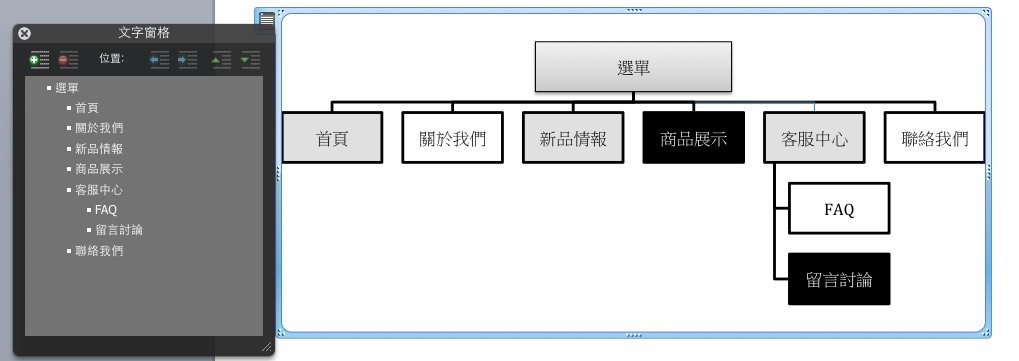 文字窗格
位置:
選單
首頁
關於我們
新品情報
商品展示
客服中心
FAQ
留言討論
聯絡我們
選單
首頁
關於我們
新品情報
商品展示
客服中心
聯絡我們
FAQ
留言討論